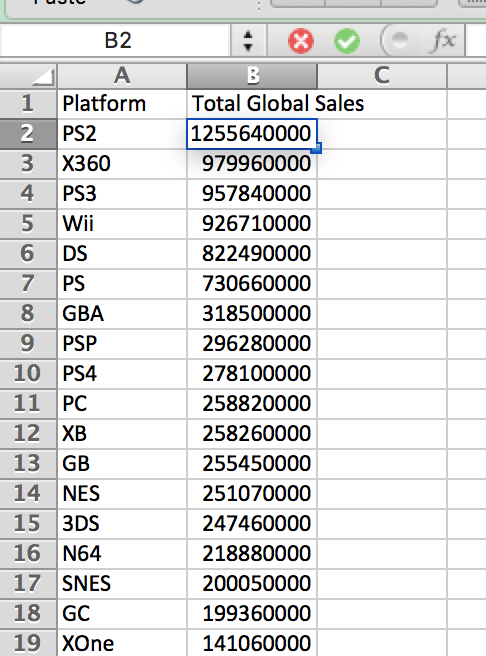 Paste
B2
fx
A B C
1 Platform Total Global Sales
2 PS2 1255640000
3 X360 979960000
4 PS3 957840000
5 Wii 926710000
6 DS 822490000
7 PS 730660000
8 GBA 318500000
9 PSP 296280000
10 PS4 278100000
11 PC 258820000
12 XB 258260000
13 GB 255450000
14 NES 251070000
15 3DS 247460000
16 N64 218880000
17 SNES 200050000
18 GC 199360000
19 XOne 141060000